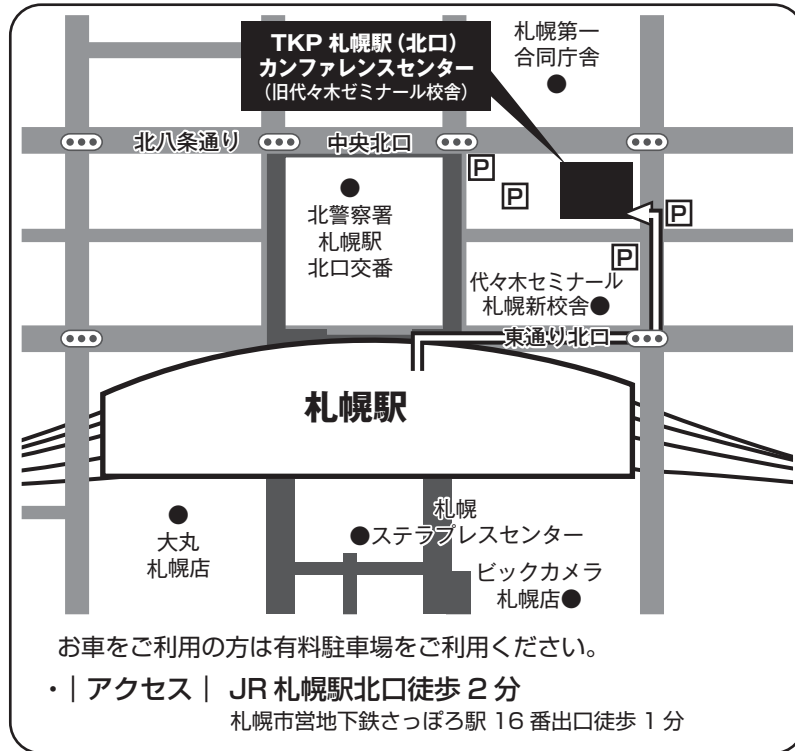 TKP 札幌駅（北口）
カンファレンスセンター
（旧代々木ゼミナール校舎）
札幌第一
合同庁舎
北八条通り
中央北口
P
P
P
北警察署
札幌駅
北口交番
P
代々木セミナール
札幌新校舎
東通り北口
札幌駅
札幌
ステラプレスセンター
大丸
札幌店
ビックカメラ
札幌店
お車をご利用の方は有料駐車場をご利用ください。
・｜アクセス｜ JR 札幌駅北口徒歩 2 分
札幌市営地下鉄さっぽろ駅 16 番出口徒歩 1 分